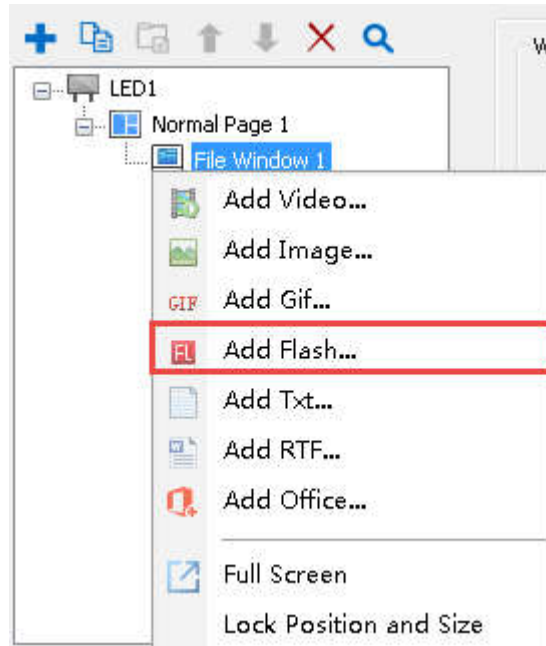 W
LED1
Normal Page 1
File Window 1
Add Video...
Add Image...
GIF Add Gif...
FL Add Flash...
Add Txt...
W Add RTF...
Add Office...
Full Screen
Lock Position and Size